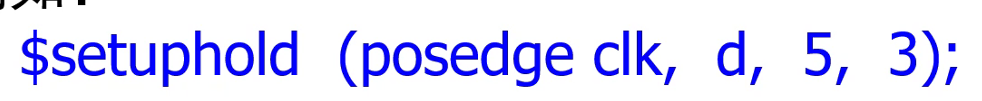 $setuphold (posedge clk, d, 5, 3);